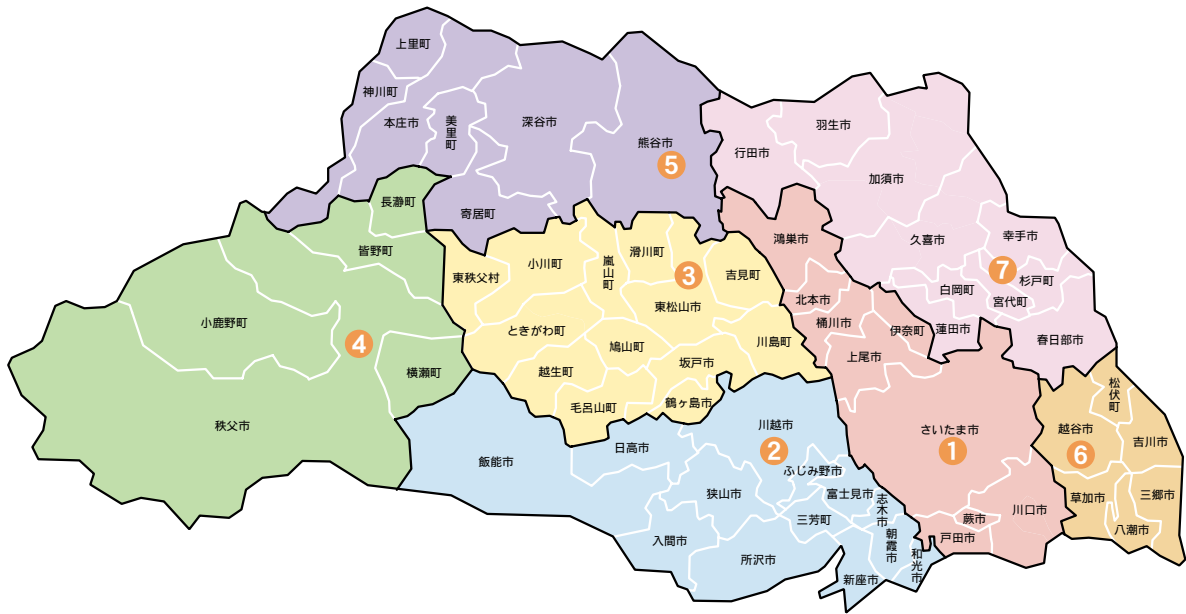 上里町
神川町
本庄市
美里町
深谷市
熊谷市
5
寄居町
長瀞町
皆野町
小鹿野町
4
横瀬町
秩父市
東秩父村
小川町
嵐山町
滑川町
3
吉見町
ときがわ町
東松山市
鳩山町
川島町
越生町
坂戸市
毛呂山町
鶴ヶ島市
行田市
羽生市
加須市
久喜市
幸手市
7
杉戸町
白岡町
宮代町
蓮田市
春日部市
鴻巣市
北本市
桶川市
伊奈町
上尾市
さいたま市
1
川口市
蕨市
戸田市
飯能市
日高市
川越市
2
ふじみ野市
狭山市
富士見市
志木市
三芳町
入間市
所沢市
朝霞市
和光市
新座市
松伏町
越谷市
6
吉川市
草加市
三郷市
八潮市